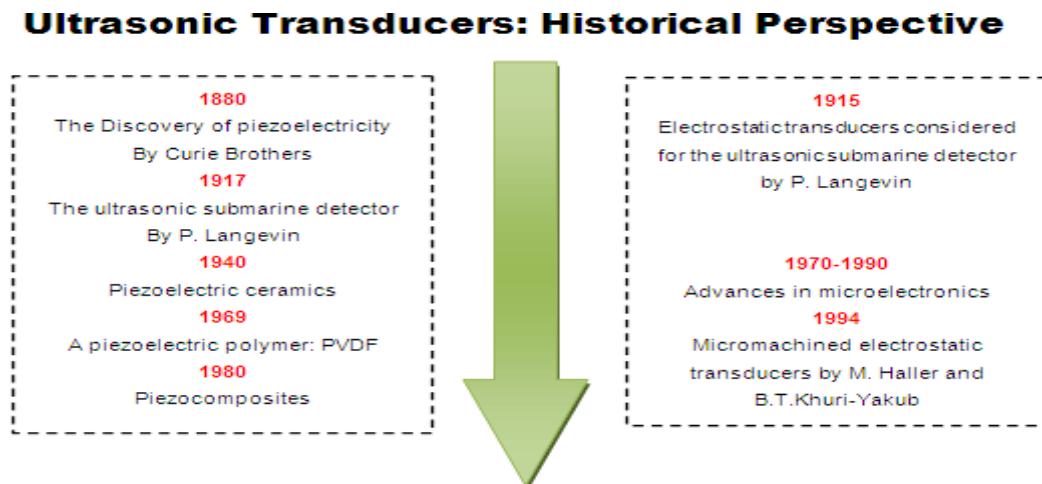 Ultrasonic Transducers: Historical Perspective
1880
The Discovery of piezoelectricity
By Curie Brothers
1917
The ultrasonic submarine detector
By P. Langevin
1940
Piezoelectric ceramics
1969
A piezoelectric polymer: PVDF
1980
Piezocomposites
1915
Electrostatic transducers considered
for the ultrasonic submarine detector
by P. Langevin
1970-1990
Advances in microelectronics
1994
Micromachined electrostatic
transducers by M. Haller and
B.T.Khuri-Yakub